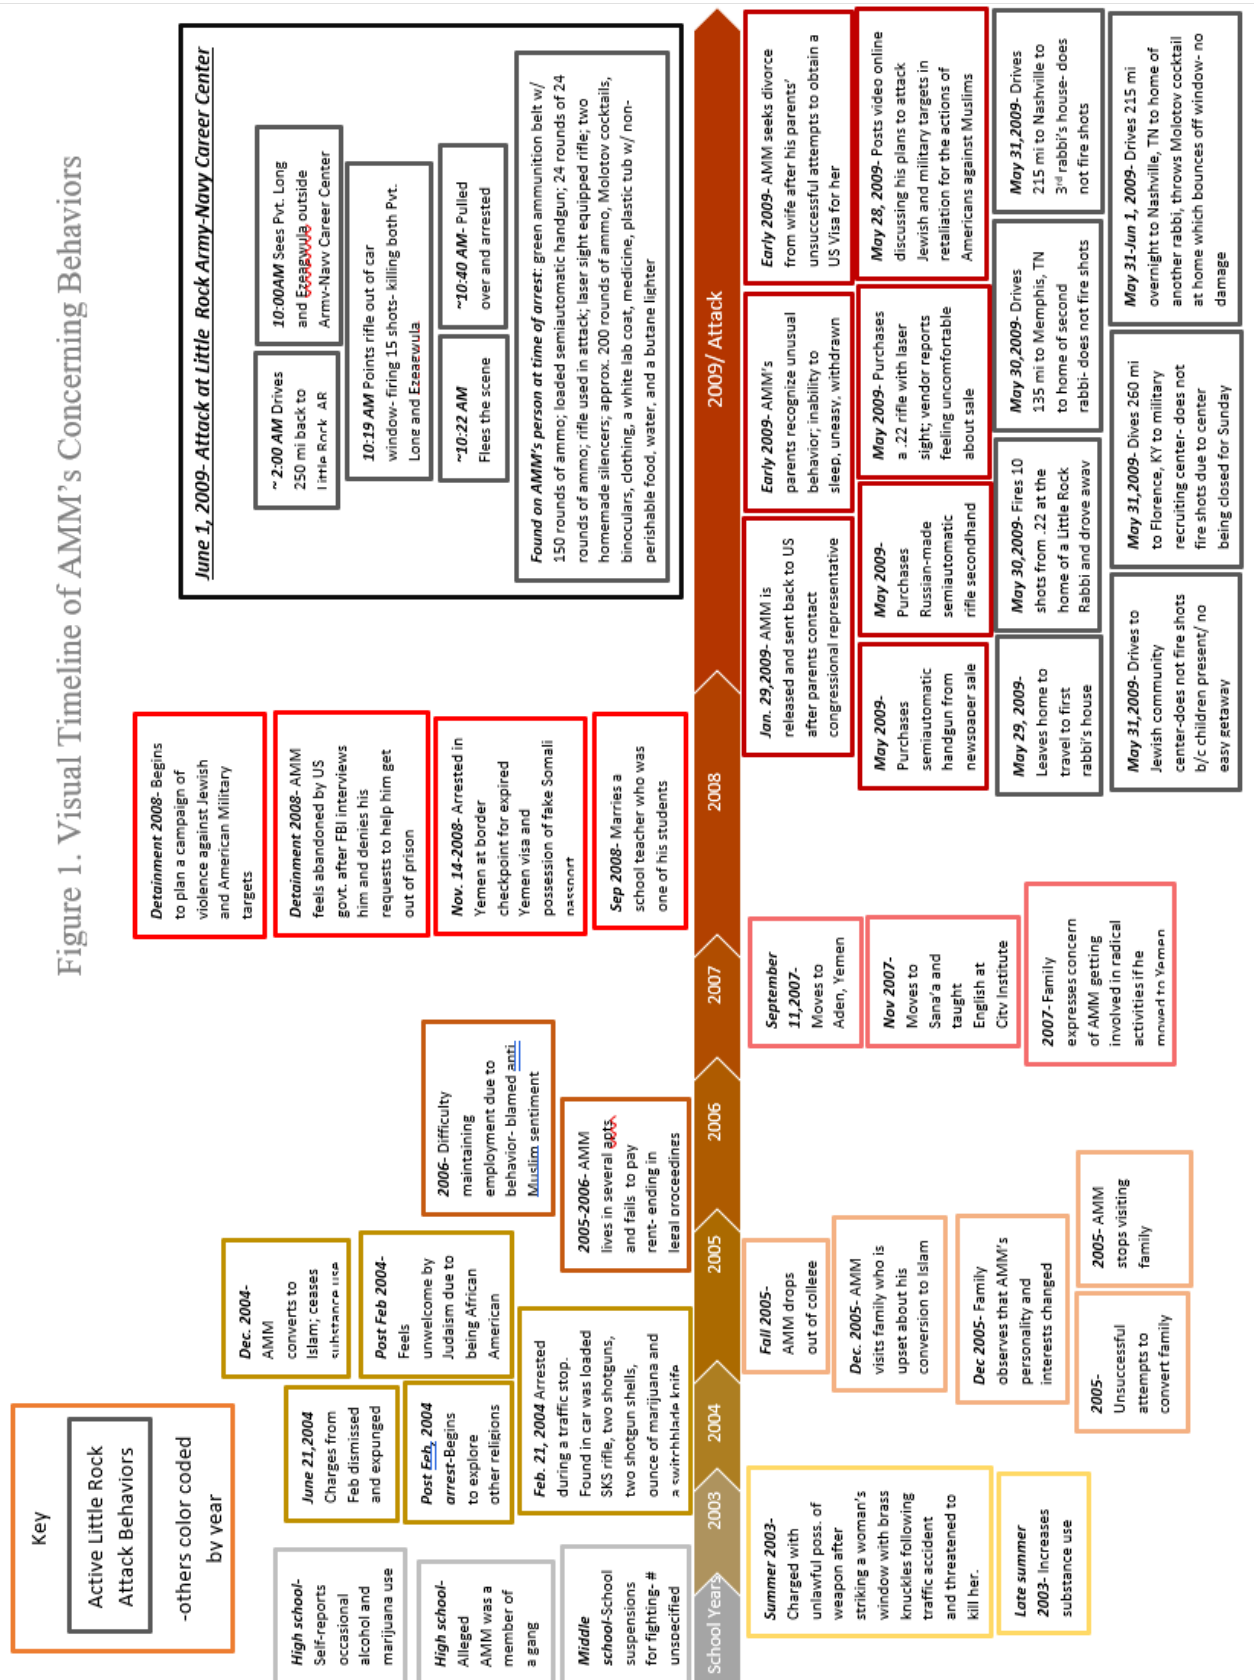 Figure 1. Visual Timeline of AMM's Concerning Behaviors
Key
Active Little Rock
Attack Behaviors
-others color coded
by year
High school-
Self-reports
occasional
alcohol and
marijuana use
High school-
Alleged
AMM was a
member of
a gang
Middle
school-School
suspensions
for fighting- #
unspecified
June 21,2004
Charges from
Feb dismissed
and expunged
Post Feb, 2004
arrest-Begins
to explore
other religions
Feb. 21, 2004 Arrested
during a traffic stop.
Found in car was loaded
SKS rifle, two shotguns,
two shotgun shells,
ounce of marijuana and
a switchblade knife
Dec. 2004-
AMM
converts to
Islam; ceases
substance use
Post Feb 2004-
Feels
unwelcome by
Judaism due to
being African
American
2006- Difficulty
maintaining
employment due to
behavior- blamed anti
Muslim sentiment
2005-2006- AMM
lives in several apts
and fails to pay
rent- ending in
legal proceedings
Detainment 2008- Begins
to plan a campaign of
violence against Jewish
and American Military
targets
Detainment 2008- AMM
feels abandoned by US
govt. after FBI interviews
him and denies his
requests to help him get
out of prison
Nov. 14-2008- Arrested in
Yemen at border
checkpoint for expired
Yemen visa and
possession of fake Somali
passport
Sep 2008- Marries a
school teacher who was
one of his students
June 1, 2009- Attack at Little Rock Army-Navy Career Center
~ 2:00 AM Drives
250 mi back to
Little Rock, AR
10:00AM Sees Pvt. Long
and Ezeagwula outside
Army-Navy Career Center
10:19 AM Points rifle out of car
window- firing 15 shots- killing both Pvt.
Long and Ezeagwula
~10:22 AM
Flees the scene
~10:40 AM- Pulled
over and arrested
Found on AMM's person at time of arrest: green ammunition belt w/
150 rounds of ammo; loaded semiautomatic handgun; 24 rounds of 24
rounds of ammo; rifle used in attack; laser sight equipped rifle; two
homemade silencers; approx. 200 rounds of ammo, Molotov cocktails,
binoculars, clothing, a white lab coat, medicine, plastic tub w/ non-
perishable food, water, and a butane lighter
School Years
2003
2004
2005
2006
2007
2008
2009/ Attack
Summer 2003-
Charged with
unlawful poss. of
weapon after
striking a woman's
window with brass
knuckles following
traffic accident
and threatened to
kill her.
Late summer
2003- Increases
substance use
Fall 2005-
AMM drops
out of college
Dec. 2005- AMM
visits family who is
upset about his
conversion to Islam
Dec 2005- Family
observes that AMM's
personality and
interests changed
2005-
Unsuccessful
attempts to
convert family
2005- AMM
stops visiting
family
September
11,2007-
Moves to
Aden, Yemen
Nov 2007-
Moves to
Sana'a and
taught
English at
City Institute
2007- Family
expresses concern
of AMM getting
involved in radical
activities if he
moved to Yemen
Jan. 29,2009- AMM is
released and sent back to US
after parents contact
congressional representative
Early 2009- AMM's
parents recognize unusual
behavior; inability to
sleep, uneasy, withdrawn
Early 2009- AMM seeks divorce
from wife after his parents'
unsuccessful attempts to obtain a
US Visa for her
May 2009-
Purchases
semiautomatic
handgun from
newspaper sale
May 2009-
Purchases
Russian-made
semiautomatic
rifle secondhand
May 2009- Purchases
a .22 rifle with laser
sight; vendor reports
feeling uncomfortable
about sale
May 28, 2009- Posts video online
discussing his plans to attack
Jewish and military targets in
retaliation for the actions of
Americans against Muslims
May 29, 2009-
Leaves home to
travel to first
rabbi's house
May 30,2009- Fires 10
shots from .22 at the
home of a Little Rock
Rabbi and drove away
May 30,2009- Drives
135 mi to Memphis, TN
to home of second
rabbi- does not fire shots
May 31,2009- Drives
215 mi to Nashville to
3rd rabbi's house- does
not fire shots
May 31,2009- Drives to
Jewish community
center-does not fire shots
b/c children present/ no
easy getaway
May 31,2009- Dives 260 mi
to Florence, KY to military
recruiting center- does not
fire shots due to center
being closed for Sunday
May 31-Jun 1, 2009- Drives 215 mi
overnight to Nashville, TN to home of
another rabbi, throws Molotov cocktail
at home which bounces off window- no
damage